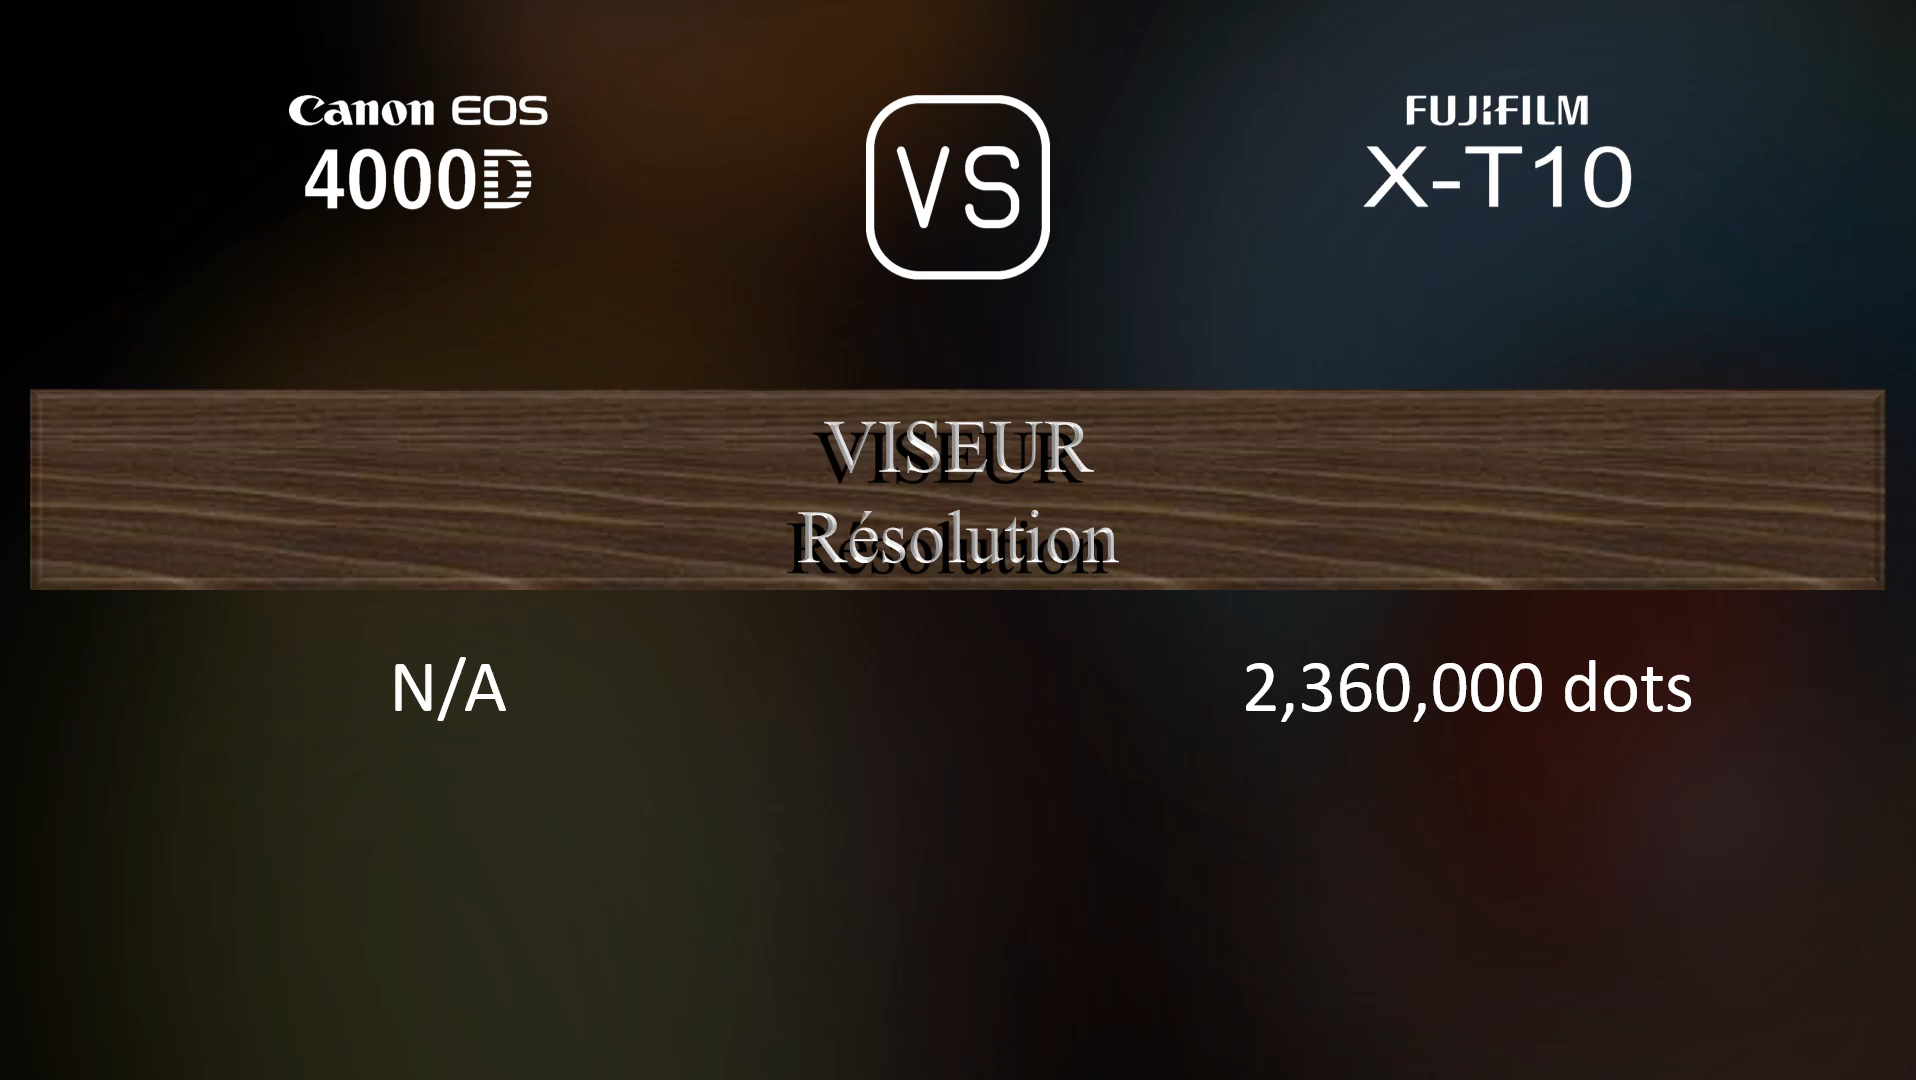 Canon EOS
4000D
VS
FUJIFILM
X-T10
VISEUR
Résolution
N/A
2,360,000 dots